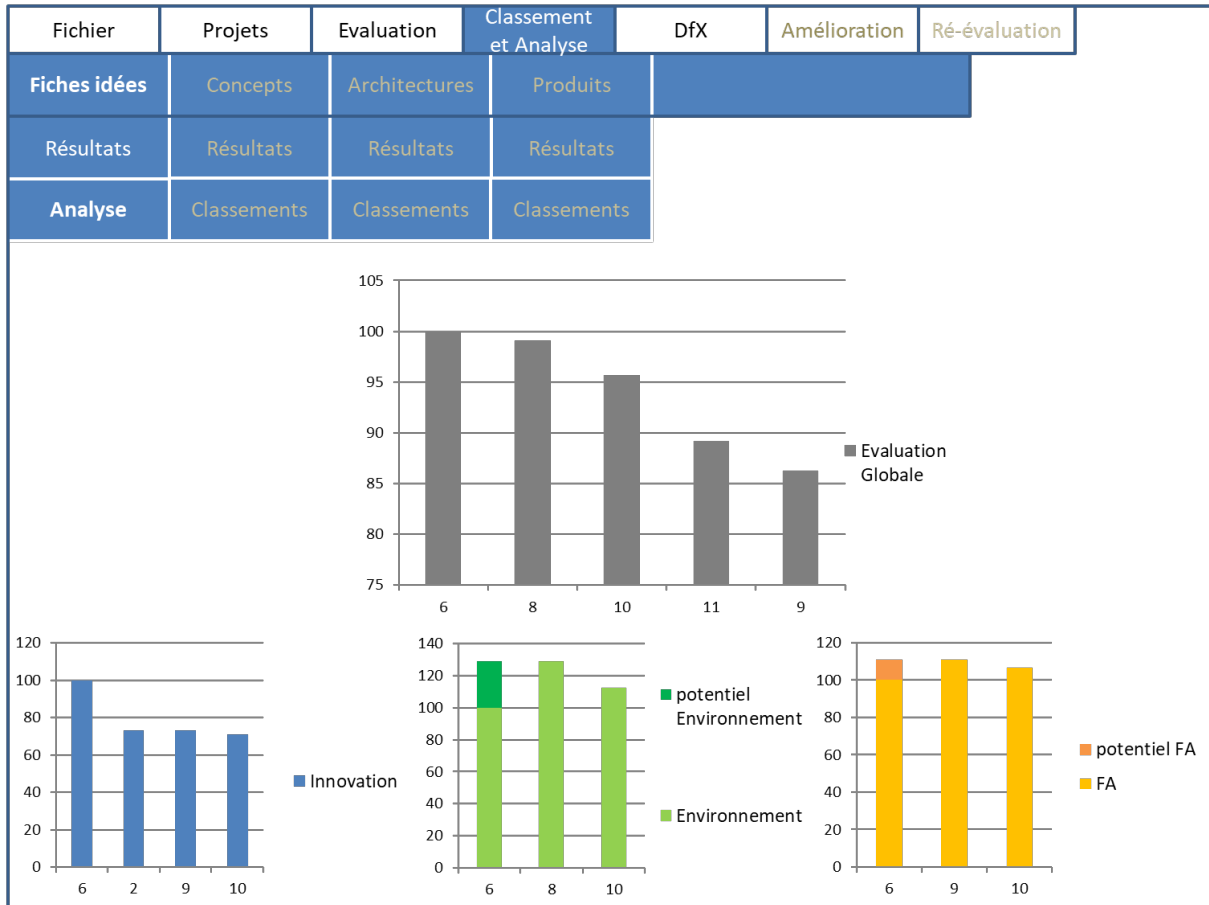 Fichier
Projets
Evaluation
Classement
et Analyse
DfX
Amélioration
Ré-évaluation
Fiches idées
Concepts
Architectures
Produits
Résultats
Résultats
Résultats
Résultats
Analyse
Classements
Classements
Classements
105
100
95
90
85
80
75
6
8
10
11
9
Evaluation
Globale
120
100
80
60
40
20
0
6
2
9
10
Innovation
140
120
100
80
60
40
20
0
6
8
10
potentiel
Environnement
Environnement
120
100
80
60
40
20
0
6
9
10
potentiel FA
FA